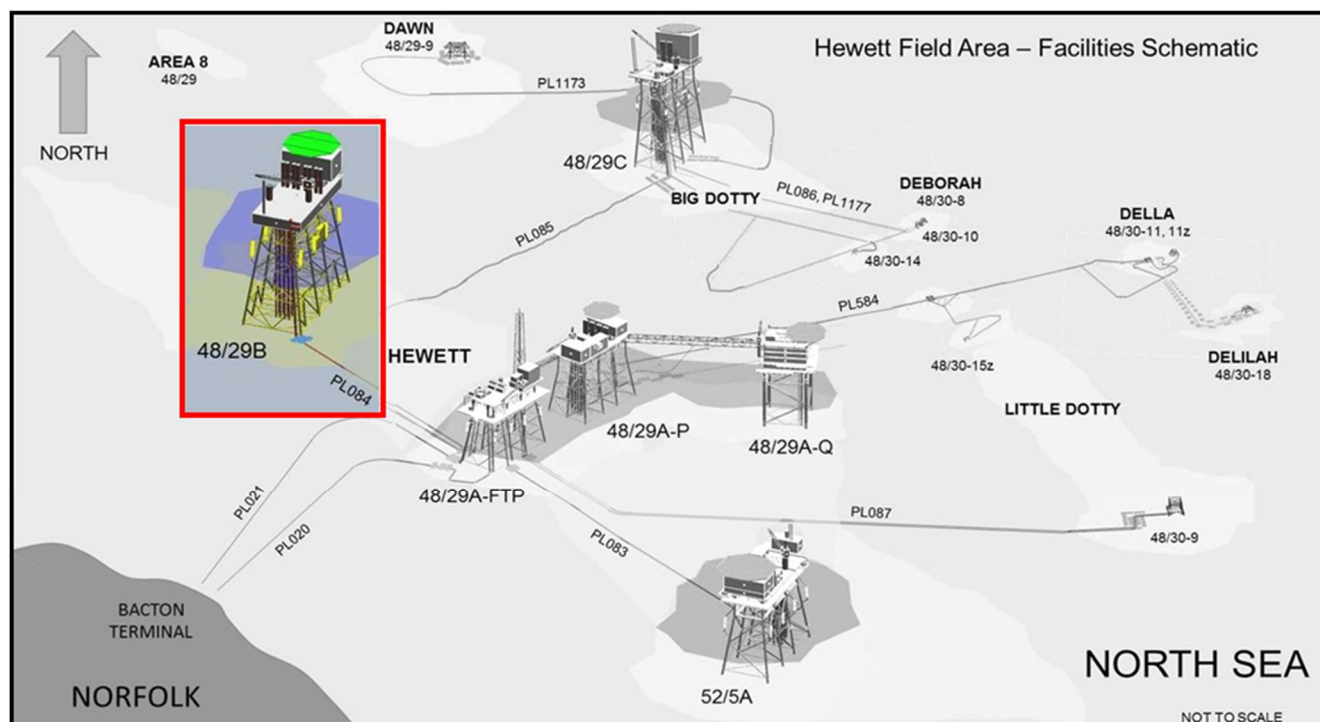 Hewett Field Area – Facilities Schematic
NORTH
AREA 8
48/29
DAWN
48/29-9
PL1173
48/29C
BIG DOTTY
PL086, PL1177
DEBORAH
48/30-8
48/30-10
48/30-14
DELLA
48/30-11, 11z
PL085
PL584
48/29B
PL084
HEWETT
DELILAH
48/30-18
48/30-15z
LITTLE DOTTY
48/29A-P
48/29A-Q
48/29A-FTP
PL021
PL020
PL083
PL087
48/30-9
BACTON
TERMINAL
NORFOLK
52/5A
NORTH SEA
NOT TO SCALE